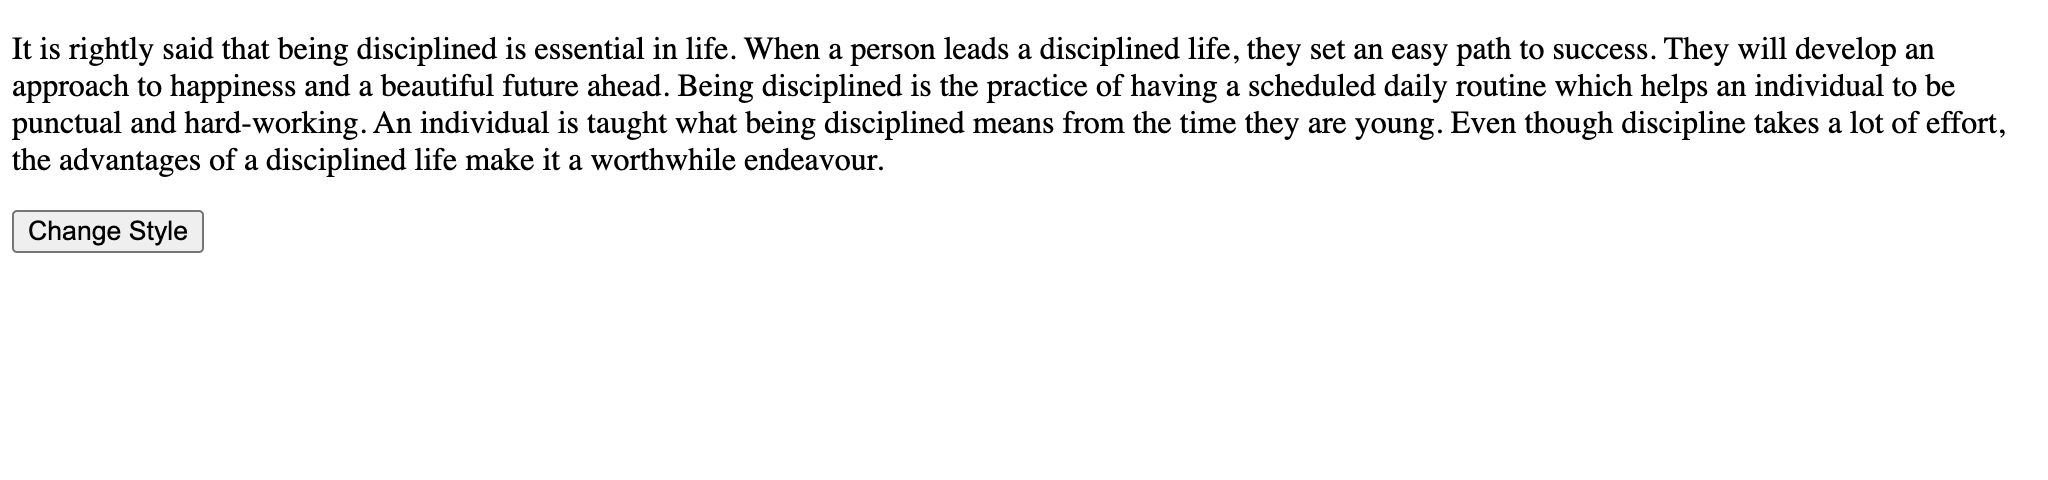 It is rightly said that being disciplined is essential in life. When a person leads a disciplined life, they set an easy path to success. They will develop an
approach to happiness and a beautiful future ahead. Being disciplined is the practice of having a scheduled daily routine which helps an individual to be
punctual and hard-working. An individual is taught what being disciplined means from the time they are young. Even though discipline takes a lot of effort,
the advantages of a disciplined life make it a worthwhile endeavour.
Change Style